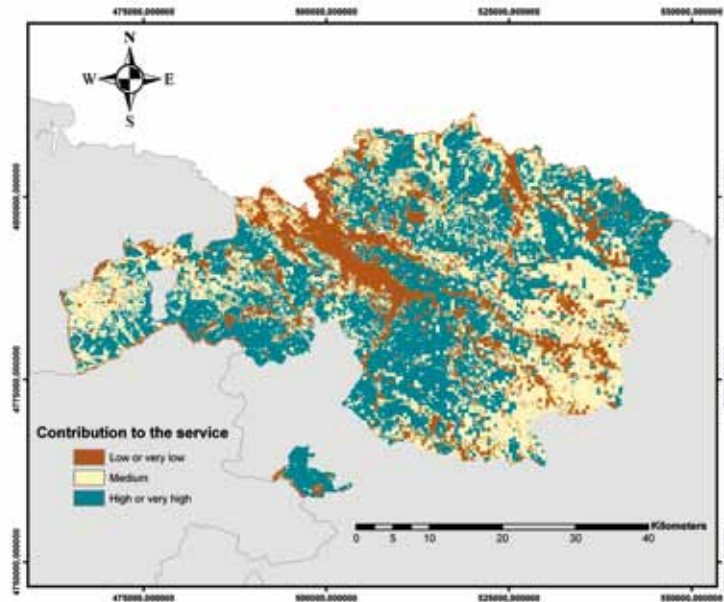 475000,000000 500000,000000 525000,000000 550000,000000
N
W E
S
4800000,000000
4775000,000000
4750000,000000
Contribution to the service
Low or very low
Medium
High or very high
Kilometers
0 5 10 20 30 40
475000,000000 500000,000000 525000,000000 550000,000000